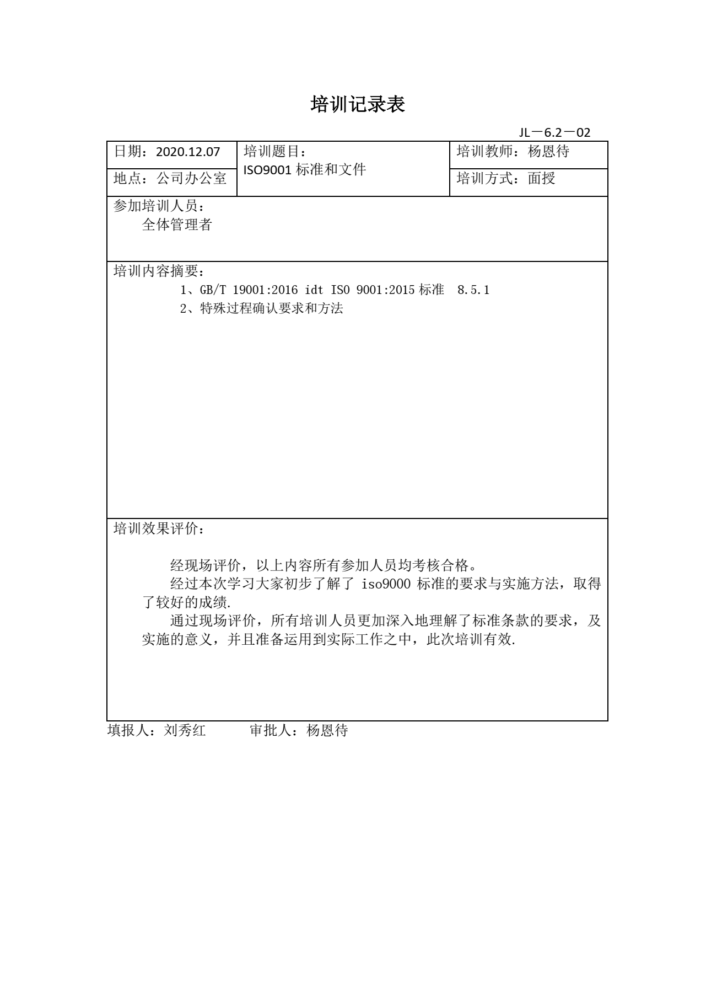 培训记录表
JL－6.2－02
日期：2020.12.07
培训题目：
ISO9001 标准和文件
培训教师：杨恩待
地点：公司办公室
培训方式：面授
参加培训人员：
全体管理者
培训内容摘要：
1、GB/T 19001:2016 idt ISO 9001:2015标准 8.5.1
2、特殊过程确认要求和方法
培训效果评价：
经现场评价，以上内容所有参加人员均考核合格。
经过本次学习大家初步了解了 iso9000 标准的要求与实施方法，取得
了较好的成绩.
通过现场评价，所有培训人员更加深入地理解了标准条款的要求，及
实施的意义，并且准备运用到实际工作之中，此次培训有效.
填报人：刘秀红 审批人：杨恩待